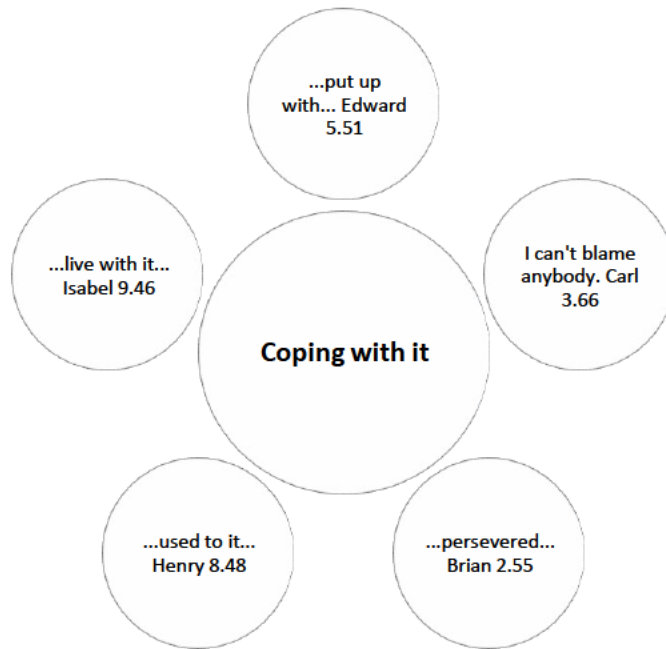 ...put up
with... Edward
5.51
...live with it...
Isabel 9.46
I can't blame
anybody. Carl
3.66
Coping with it
...used to it...
Henry 8.48
...persevered...
Brian 2.55